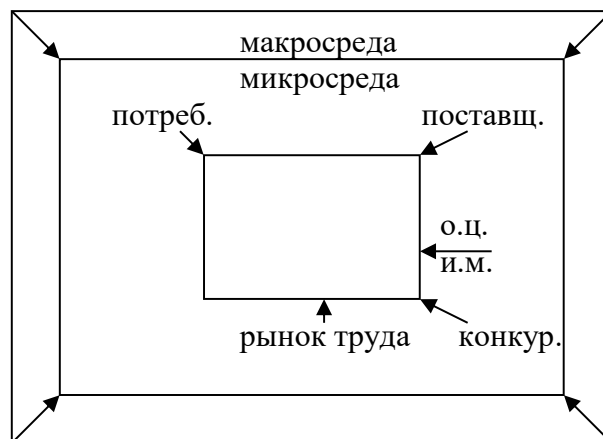 макросреда
микросреда
потреб.
поставщ.
о.ц.
и.м.
рынок труда
конкур.